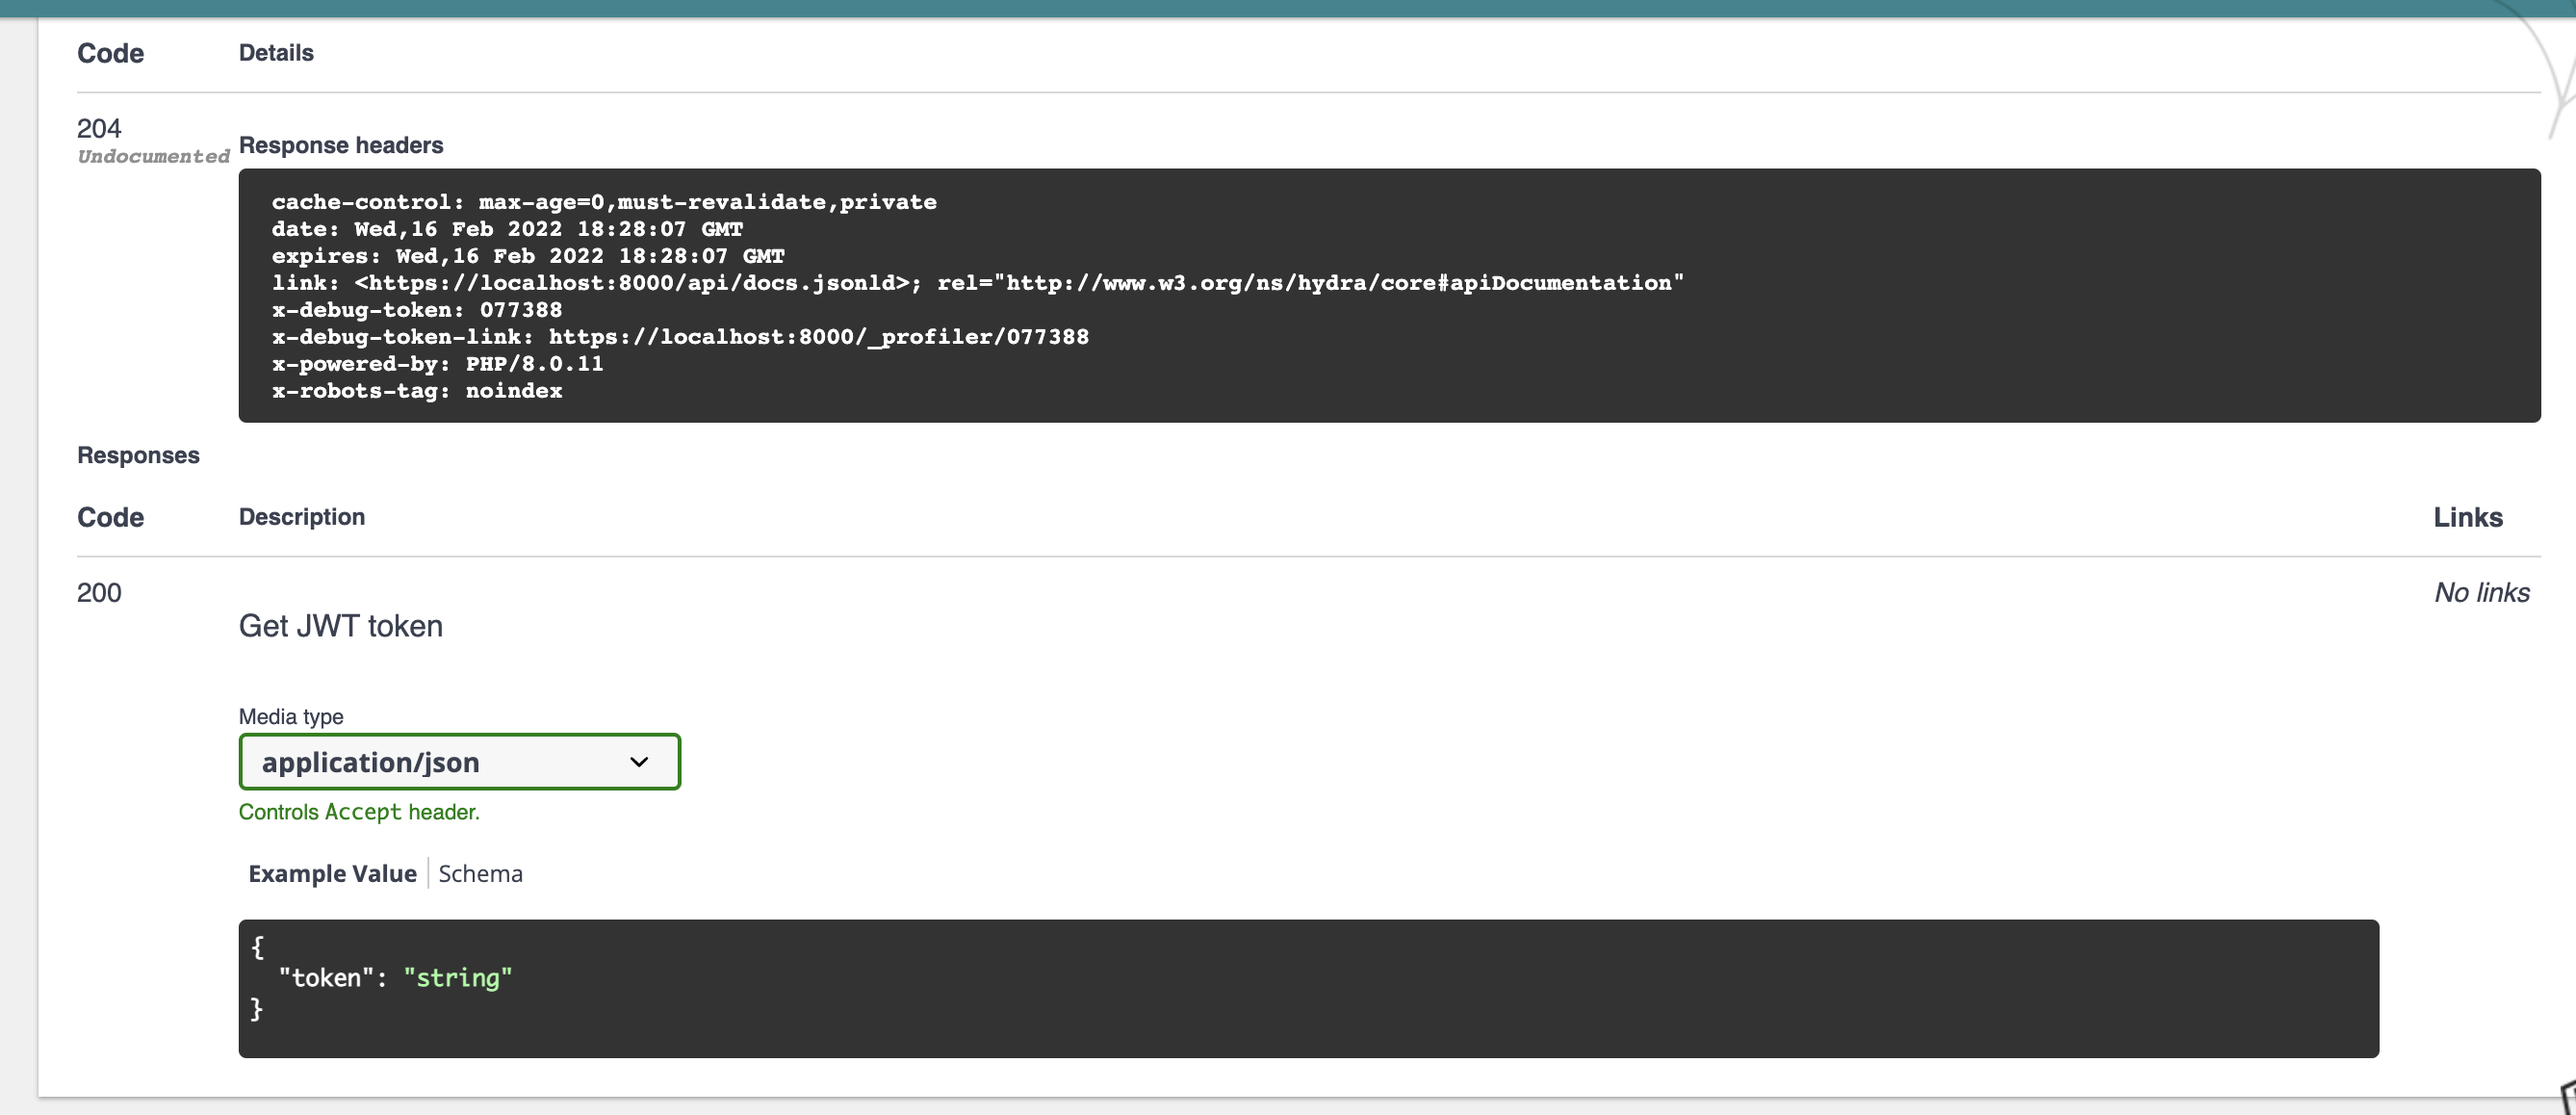 Code Details
204
Undocumented
Response headers
cache-control: max-age=0,must-revalidate,private
date: Wed,16 Feb 2022 18:28:07 GMT
expires: Wed,16 Feb 2022 18:28:07 GMT
link: <https://localhost:8000/api/docs.jsonld>; rel="http://www.w3.org/ns/hydra/core#apiDocumentation"
x-debug-token: 077388
x-debug-token-link: https://localhost:8000/_profiler/077388
x-powered-by: PHP/8.0.11
x-robots-tag: noindex
Responses
Code Description Links
200 No links
Get JWT token
Media type
application/json
Controls Accept header.
Example Value Schema
{
"token": "string"
}